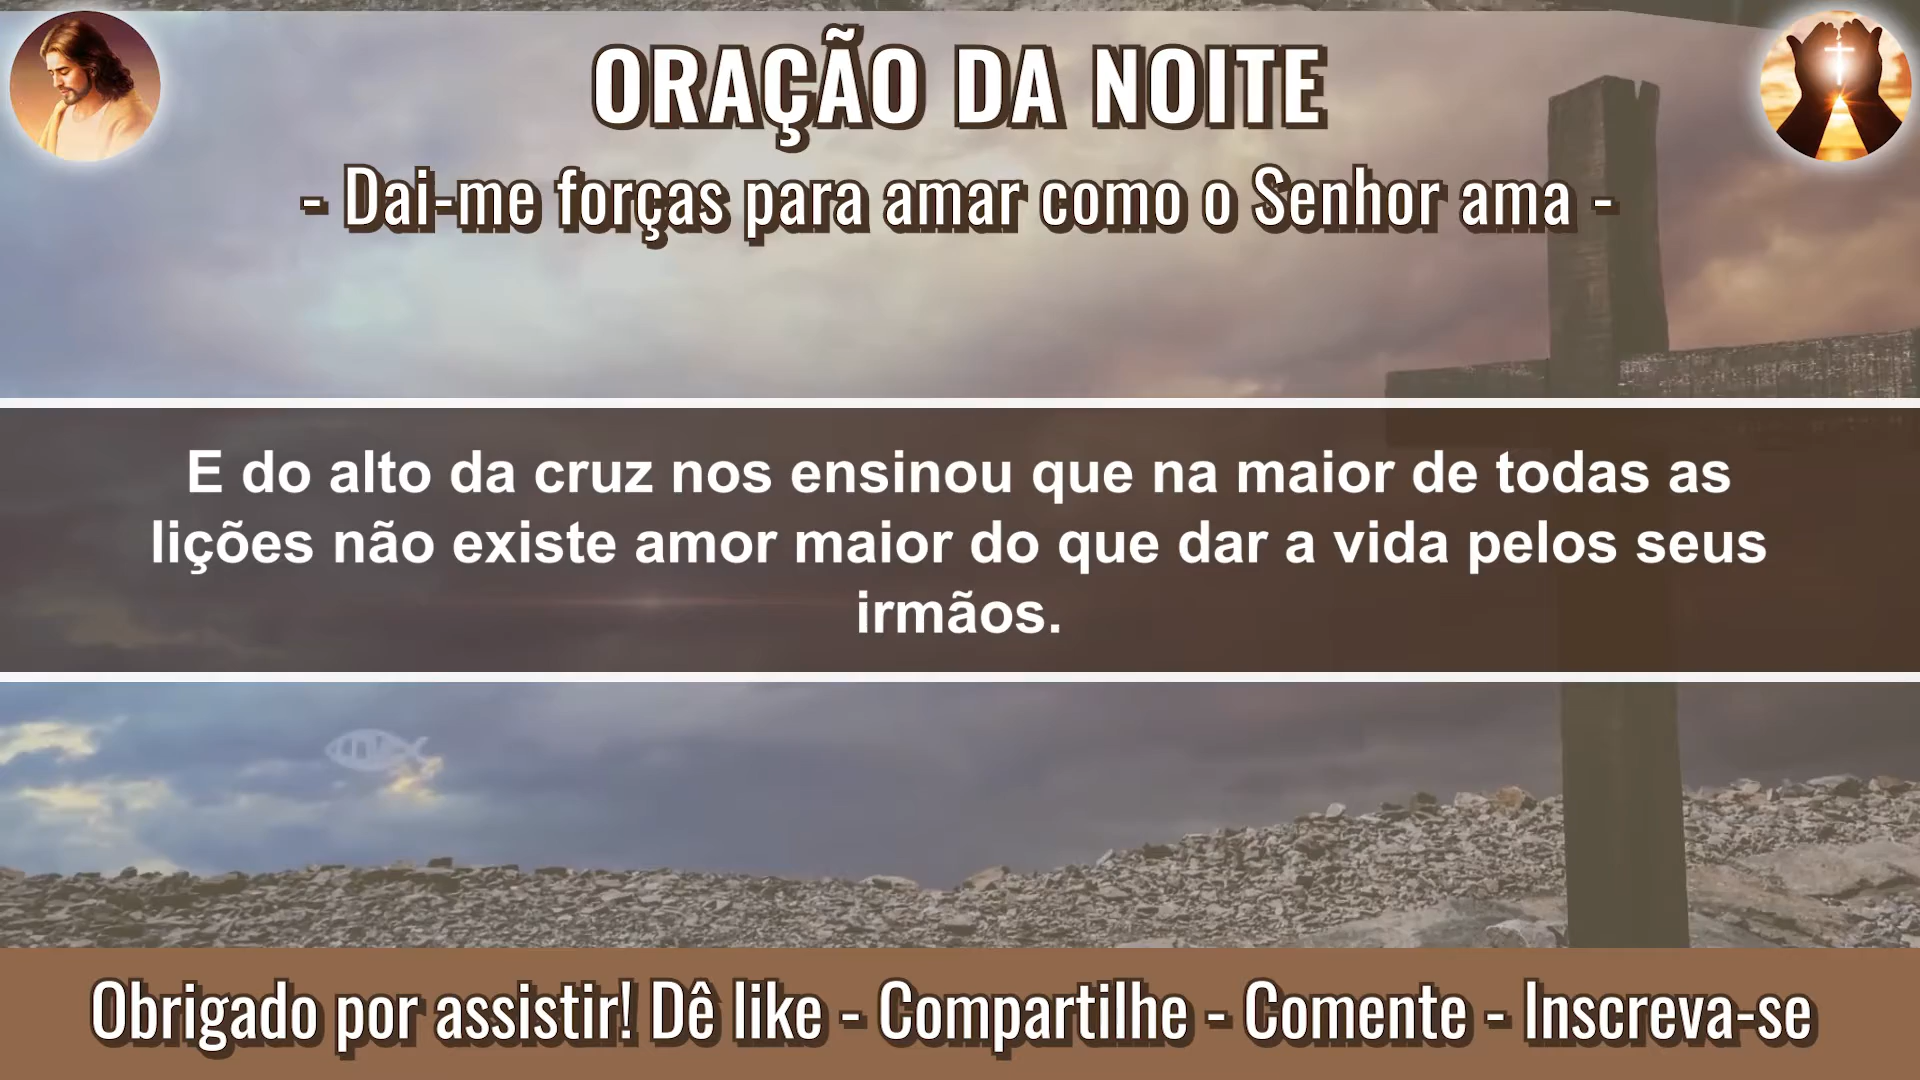 ORAÇÃO DA NOITE
- Dai-me forças para amar como o Senhor ama -
E do alto da cruz nos ensinou que na maior de todas as
lições não existe amor maior do que dar a vida pelos seus
irmãos.
Obrigado por assistir! Dê like - Compartilhe - Comente - Inscreva-se